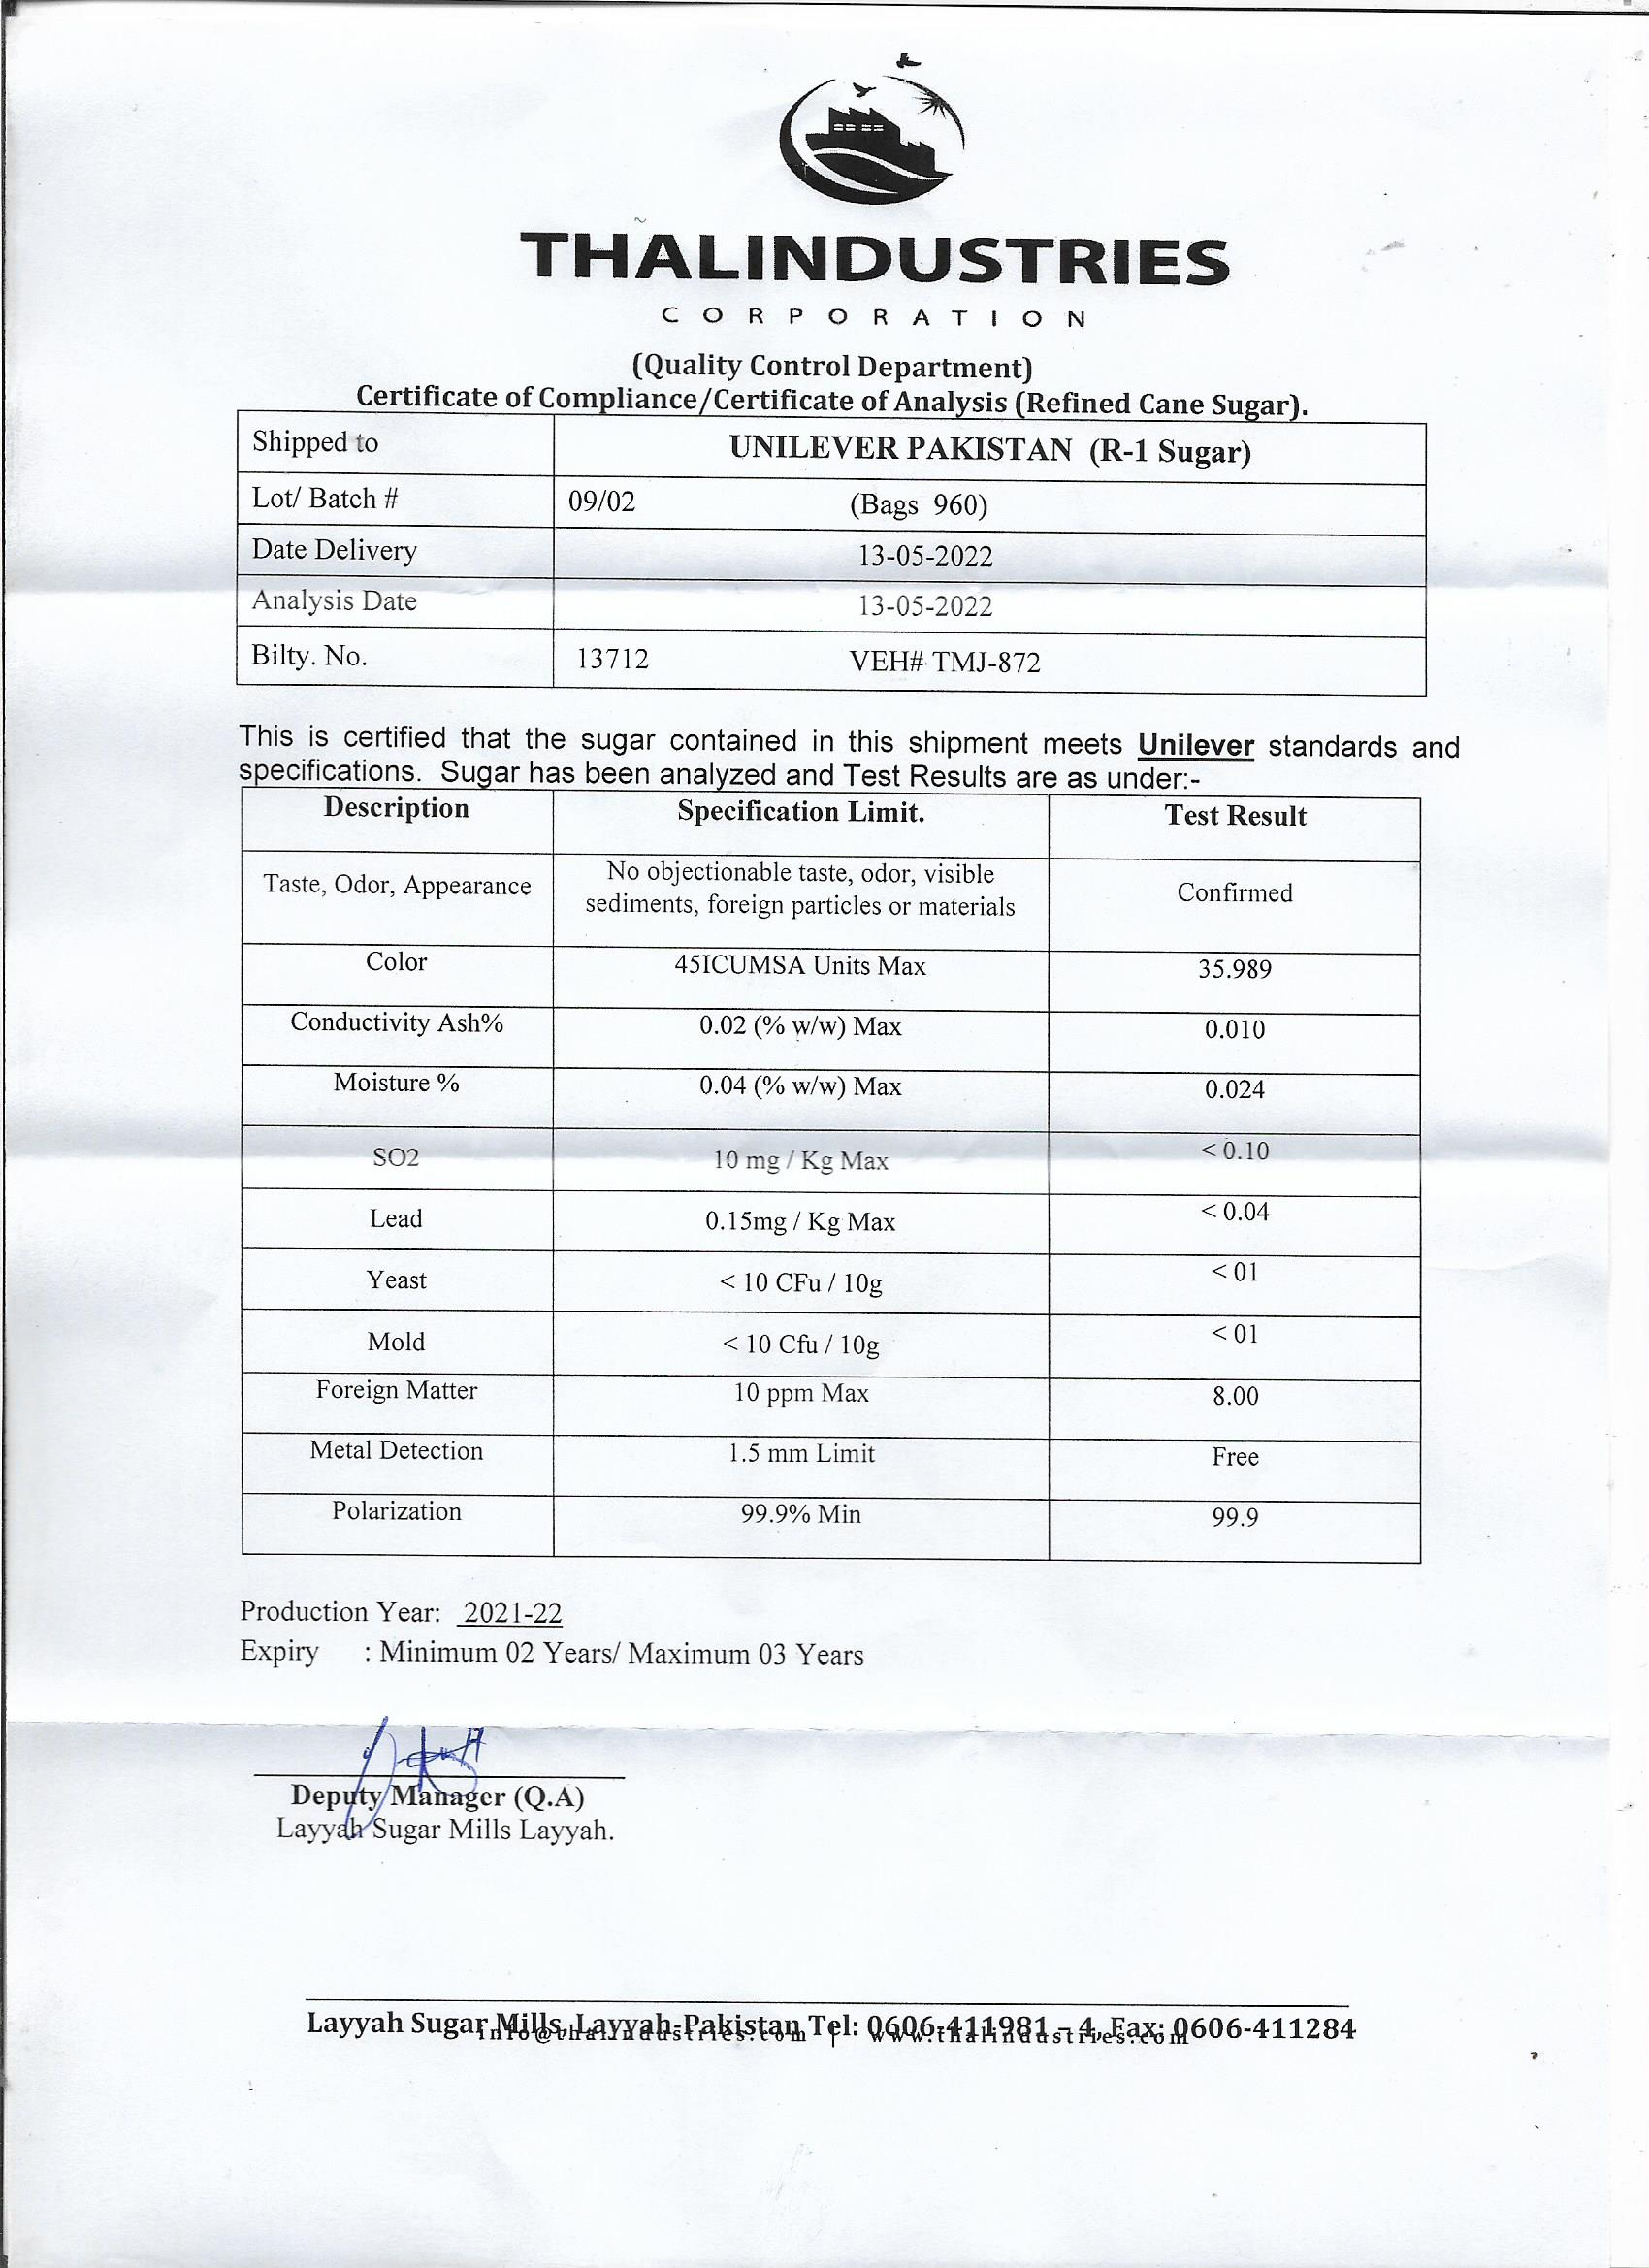 THALINDUSTRIES
CORPORATION
(Quality Control Department)
Certificate of Compliance/Certificate of Analysis (Refined Cane Sugar).
Shipped to UNILEVER PAKISTAN (R-1 Sugar)
Lot/ Batch # 09/02 (Bags 960)
Date Delivery 13-05-2022
Analysis Date 13-05-2022
Bilty. No. 13712 VEH# TMJ-872
This is certified that the sugar contained in this shipment meets Unilever standards and
specifications. Sugar has been analyzed and Test Results are as under:-
Description Specification Limit. Test Result
Taste, Odor, Appearance No objectionable taste, odor, visible
sediments, foreign particles or materials Confirmed
Color 45ICUMSA Units Max 35.989
Conductivity Ash% 0.02 (% w/w) Max 0.010
Moisture % 0.04 (% w/w) Max 0.024
SO2 10 mg / Kg Max < 0.10
Lead 0.15mg / Kg Max < 0.04
Yeast < 10 CFu / 10g < 01
Mold < 10 Cfu / 10g < 01
Foreign Matter 10 ppm Max 8.00
Metal Detection 1.5 mm Limit Free
Polarization 99.9% Min 99.9
Production Year: 2021-22
Expiry : Minimum 02 Years/ Maximum 03 Years
Deputy Manager (Q.A)
Layyah Sugar Mills Layyah.
Layyah Sugar Mills, Layyah-Pakistan Tel: 0606-411981 – 4, Fax: 0606-411284
info@thalindustries.com | www.thalindustries.com